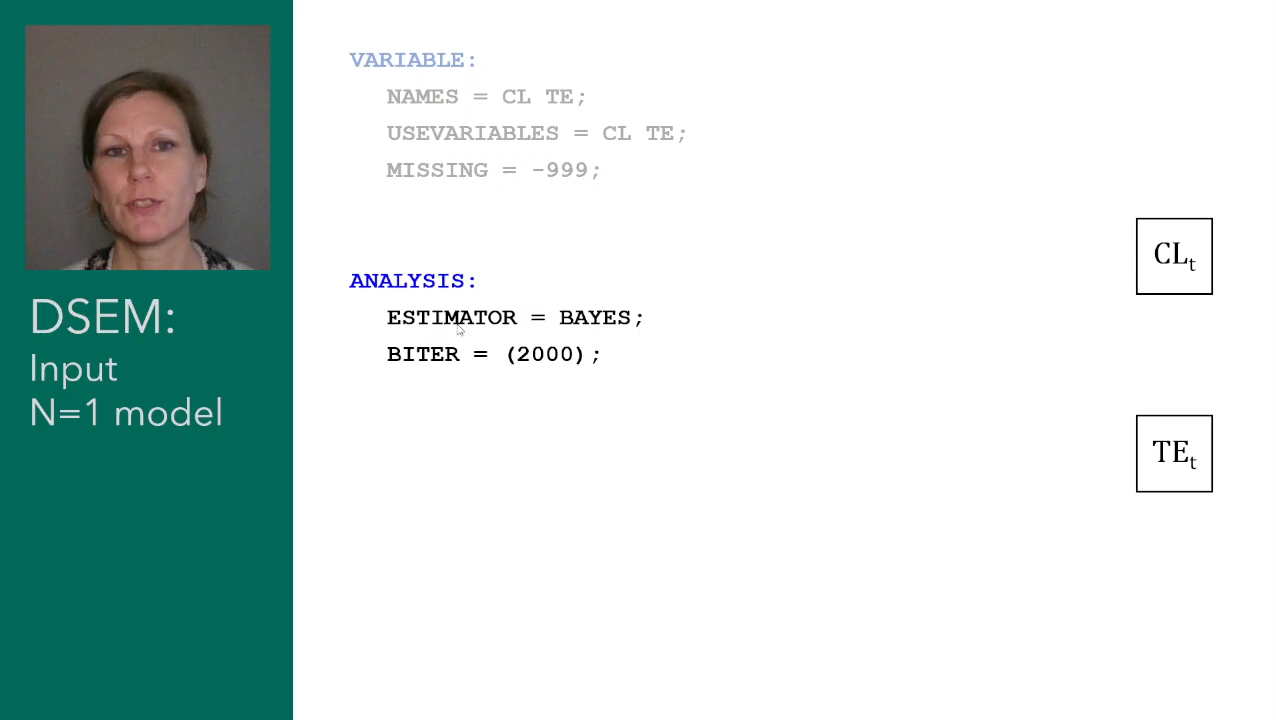 DSEM:
Input
N=1 model
VARIABLE:
NAMES = CL TE;
USEVARIABLES = CL TE;
MISSING = -999;
ANALYSIS:
ESTIMATOR = BAYES;
BITER = (2000);
CLt
TEt